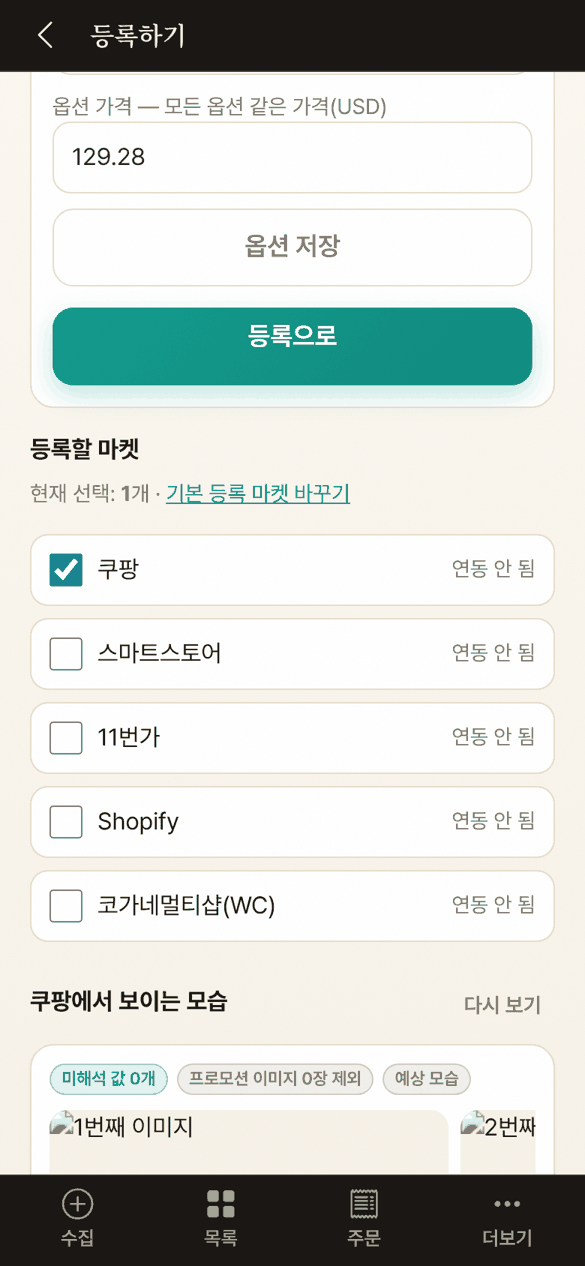 등록하기
옵션 가격 — 모든 옵션 같은 가격(USD)
129.28
옵션 저장
등록으로
등록할 마켓
현재 선택: 1개 · 기본 등록 마켓 바꾸기
쿠팡 연동 안 됨
스마트스토어 연동 안 됨
11번가 연동 안 됨
Shopify 연동 안 됨
코가네멀티샵(WC) 연동 안 됨
쿠팡에서 보이는 모습 다시 보기
미해석 값 0개 프로모션 이미지 0장 제외 예상 모습
1번째 이미지 2번째
수집 목록 주문 더보기